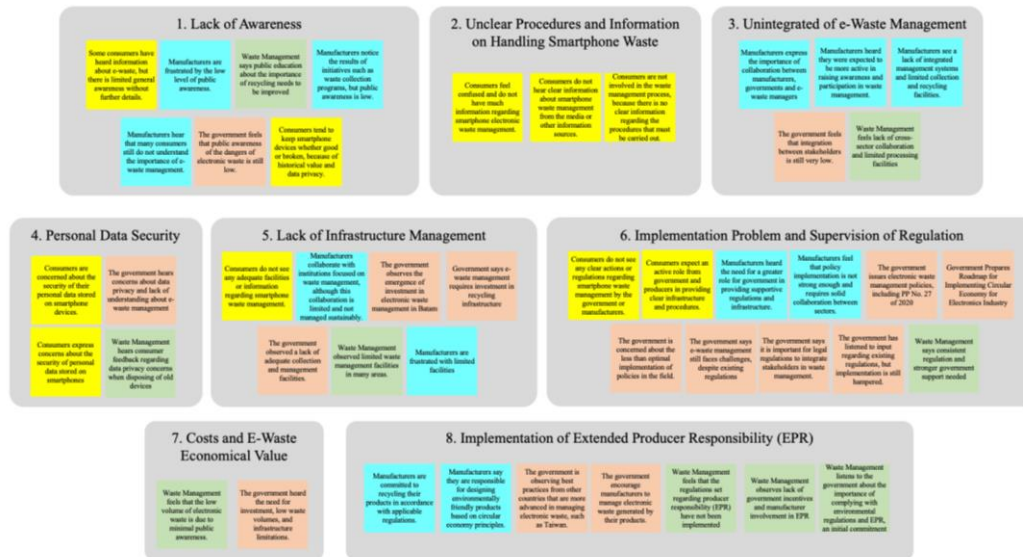 1. Lack of Awareness
Some consumers have
heard information
about e-waste, but
there is limited general
awareness without
further details.
Manufacturers are
frustrated by the low
level of public
awareness.
Waste Management
says public education
about the importance
of recycling needs to
be improved
Manufacturers notice
the results of
initiatives such as
waste collection
programs, but public
awareness is low.
Manufacturers hear
that many consumers
still do not understand
the importance of e-
waste management.
The government feels
that public awareness
of the dangers of
electronic waste is still
low.
Consumers tend to
keep smartphone
devices whether good
or broken, because of
historical value and
data privacy.
2. Unclear Procedures and Information
on Handling Smartphone Waste
Consumers feel
confused and do not
have much
information regarding
smartphone electronic
waste management.
Consumers do not
hear clear information
about smartphone
waste management
from the media or
other information
sources.
Consumers are not
involved in the waste
management process,
because there is no
clear information
regarding the
procedures that must
be carried out.
3. Unintegrated of e-Waste Management
Manufacturers express
the importance of
collaboration between
manufacturers,
governments and e-
waste managers
Manufacturers heard
they were expected to
be more active in
raising awareness and
participation in waste
management.
Manufacturers see a
lack of integrated
management systems
and limited collection
and recycling
facilities.
The government feels
that integration
between stakeholders
is still very low.
Waste Management
feels lack of cross-
sector collaboration
and limited processing
facilities
4. Personal Data Security
Consumers are
concerned about the
security of their
personal data stored
on smartphone
devices.
The government hears
concerns about data
privacy and lack of
understanding about e-
waste management
Consumers express
concerns about the
security of personal
data stored on
smartphones
Waste Management
hears consumer
feedback regarding
data privacy concerns
when disposing of old
devices
5. Lack of Infrastructure Management
Consumers do not see
any adequate facilities
or information
regarding smartphone
waste management.
Manufacturers
collaborate with
institutions focused on
waste management,
although this
collaboration is
limited and not
managed sustainably.
The government
observes the
emergence of
investment in
electronic waste
management in Batam
Government says e-
waste management
requires investment in
recycling
infrastructure
The government
observed a lack of
adequate collection
and management
facilities.
Waste Management
observed limited waste
management facilities
in many areas.
Manufacturers are
frustrated with limited
facilities
6. Implementation Problem and Supervision of Regulation
Consumers do not see
any clear actions or
regulations regarding
smartphone waste
management by the
government or
manufacturers.
Consumers expect an
active role from
government and
producers in providing
clear infrastructure
and procedures.
Manufacturers heard
the need for a greater
role for government in
providing supportive
regulations and
infrastructure.
Manufacturers feel
that policy
implementation is not
strong enough and
requires solid
collaboration between
sectors.
The government
issues electronic waste
management policies,
including PP No. 27
of 2020
Government Prepares
Roadmap for
Implementing Circular
Economy for
Electronics Industry
The government is
concerned about the
less than optimal
implementation of
policies in the field.
The government says
e-waste management
still faces challenges,
despite existing
regulations
The government says
it is important for legal
regulations to integrate
stakeholders in waste
management.
The government has
listened to input
regarding existing
regulations, but
implementation is still
hampered.
Waste Management
says consistent
regulation and
stronger government
support needed
7. Costs and E-Waste
Economical Value
Waste Management
feels that the low
volume of electronic
waste is due to
minimal public
awareness.
The government heard
the need for
investment, low waste
volumes, and
infrastructure
limitations.
8. Implementation of Extended Producer Responsibility (EPR)
Manufacturers are
committed to
recycling their
products in accordance
with applicable
regulations.
Manufacturers say
they are responsible
for designing
environmentally
friendly products
based on circular
economy principles.
The government is
observing best
practices from other
countries that are more
advanced in managing
electronic waste, such
as Taiwan.
The government
encourage
manufacturers to
manage electronic
waste generated by
their products.
Waste Management
feels that the
regulations set
regarding producer
responsibility (EPR)
have not been
implemented
Waste Management
observes lack of
government incentives
and manufacturer
involvement in EPR
Waste Management
listens to the
government about the
importance of
complying with
environmental
regulations and EPR,
an initial commitment